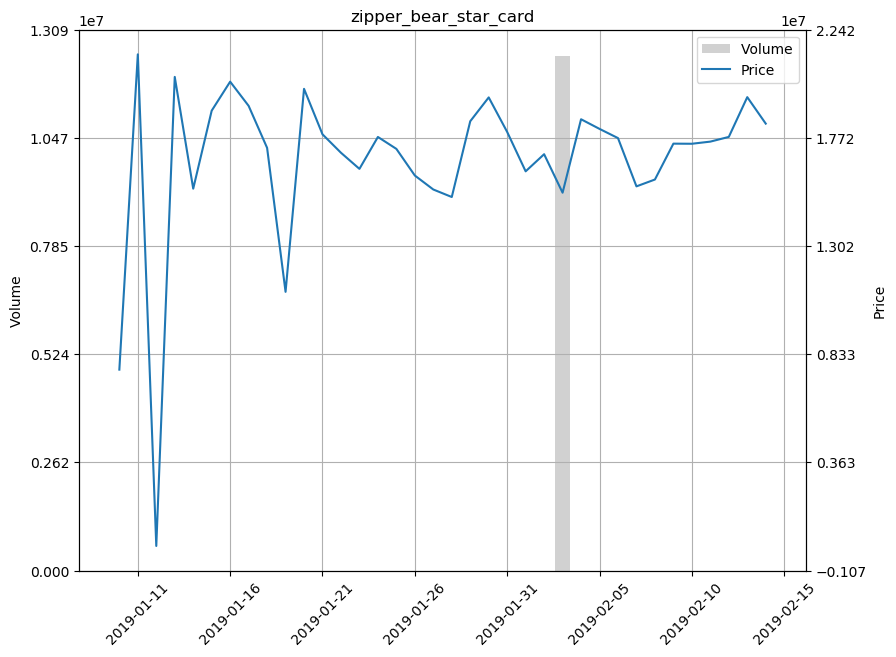 zipper_bear_star_card
1e7
1e7
1.309
1.047
0.785
0.524
0.262
0.000
Volume
2.242
1.772
1.302
0.833
0.363
−0.107
Price
Volume
Price
2019-01-11
2019-01-16
2019-01-21
2019-01-26
2019-01-31
2019-02-05
2019-02-10
2019-02-15